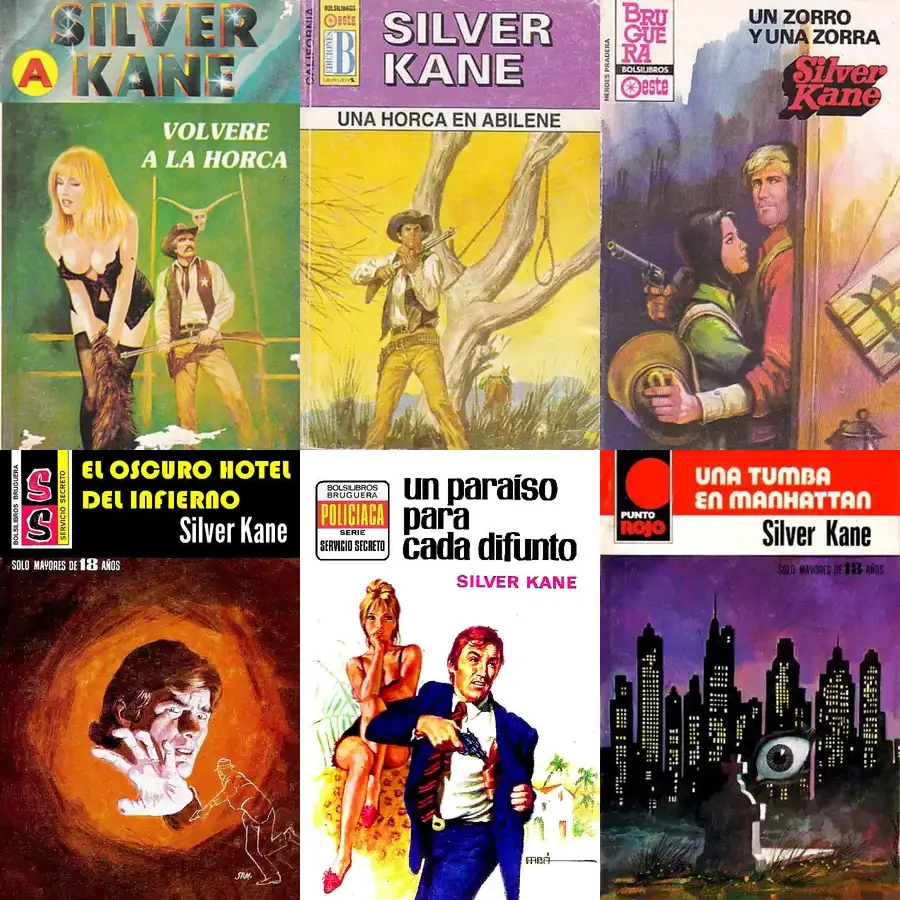 SILVER
KANE
A
VOLVERE
A LA HORCA
CALIFORNIA
BOLSILIBROS
Oeste
EDICIONES
B
GRUPO ZETA
SILVER
KANE
UNA HORCA EN ABILENE
HEROES PRADERA
BRU
GUE
RA
BOLSILIBROS
Oeste
UN ZORRO
Y UNA ZORRA
Silver
Kane
BOLSILIBROS BRUGUERA
SS
SERVICIO SECRETO
EL OSCURO HOTEL
DEL INFIERNO
Silver Kane
SOLO MAYORES DE 18 AÑOS
BOLSILIBROS
BRUGUERA
POLICIACA
SERIE
SERVICIO SECRETO
un paraíso
para
cada difunto
SILVER KANE
FABÁ
PUNTO
ROJO
UNA TUMBA
EN MANHATTAN
Silver Kane
SOLO MAYORES DE 18 AÑOS